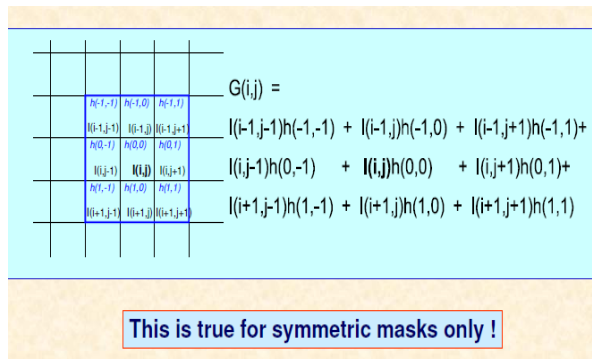 h(-1,-1) h(-1,0) h(-1,1)
I(i-1,j-1) I(i-1,j) I(i-1,j+1)
h(0,-1) h(0,0) h(0,1)
I(i,j-1) I(i,j) I(i,j+1)
h(1,-1) h(1,0) h(1,1)
I(i+1,j-1) I(i+1,j) I(i+1,j+1)
G(i,j) =
I(i-1,j-1)h(-1,-1) + I(i-1,j)h(-1,0) + I(i-1,j+1)h(-1,1)+
I(i,j-1)h(0,-1) + I(i,j)h(0,0) + I(i,j+1)h(0,1)+
I(i+1,j-1)h(1,-1) + I(i+1,j)h(1,0) + I(i+1,j+1)h(1,1)
This is true for symmetric masks only !